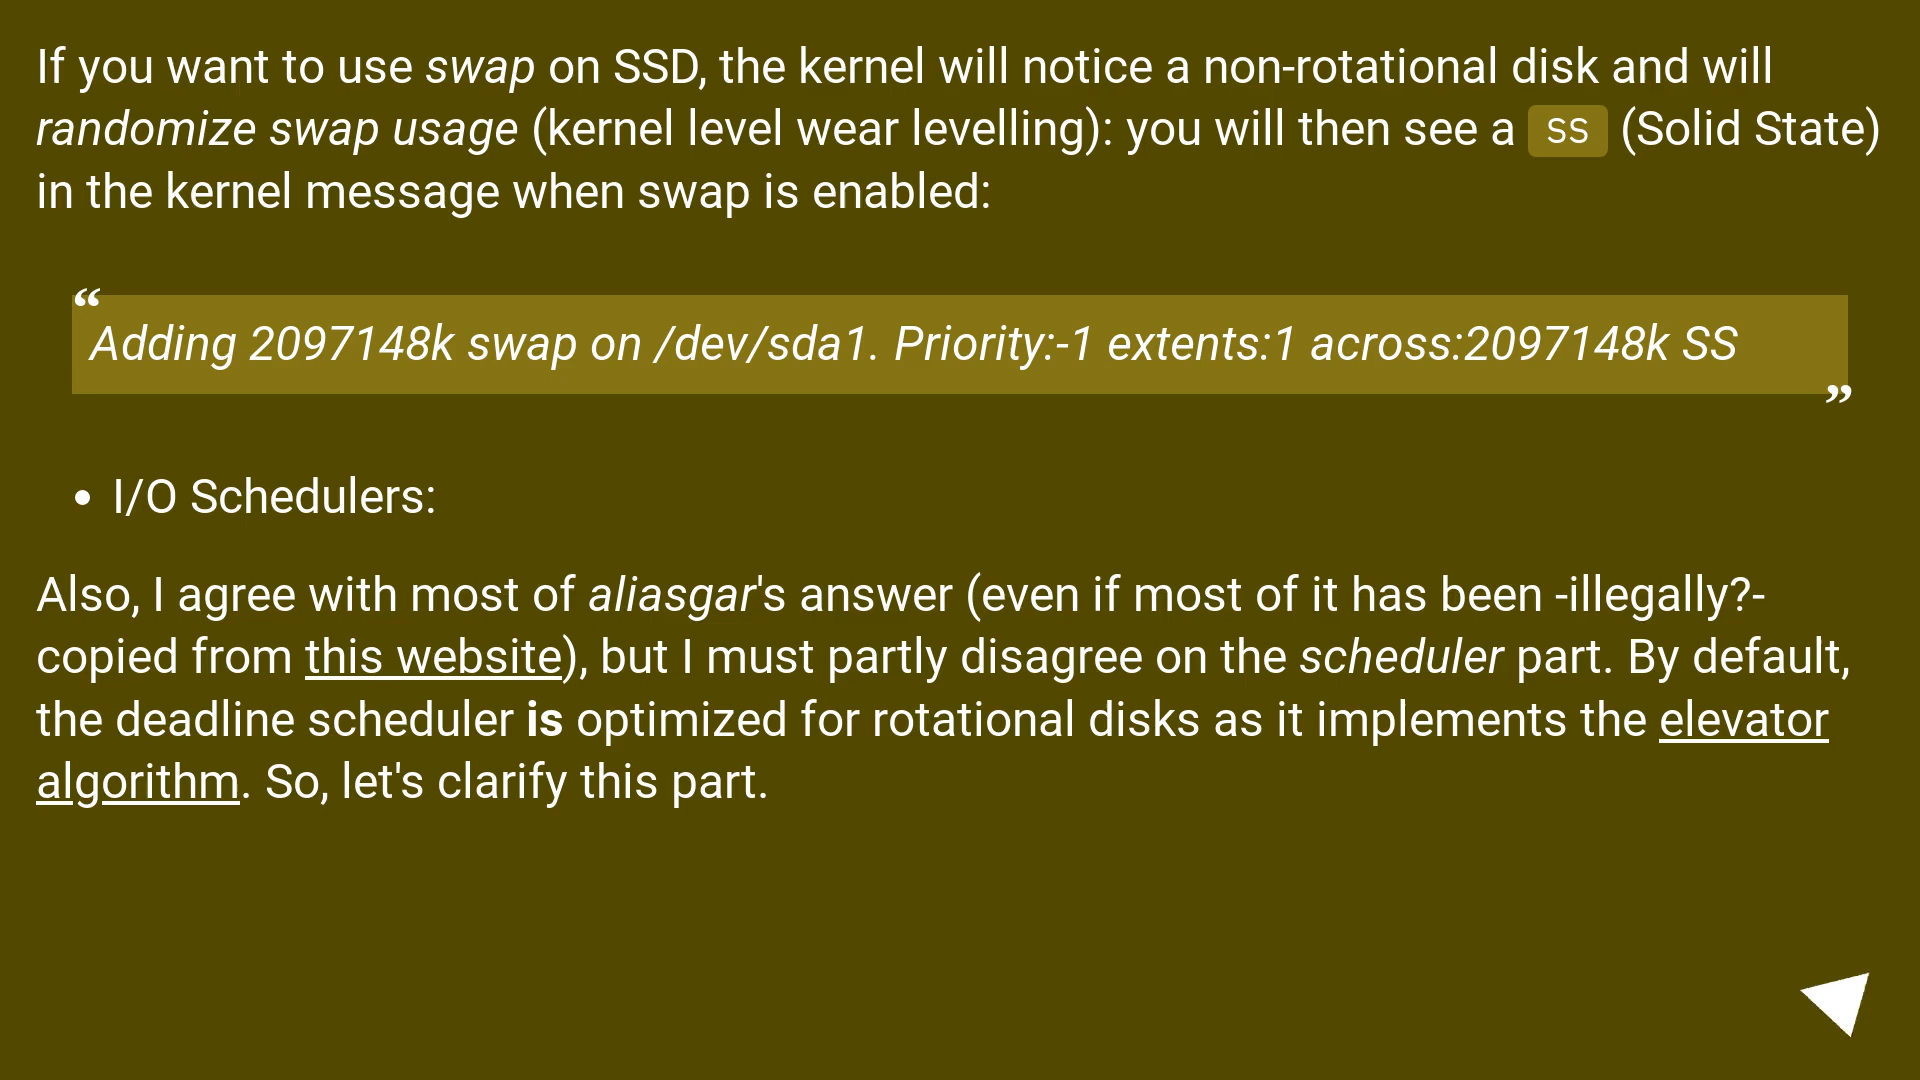 If you want to use swap on SSD, the kernel will notice a non-rotational disk and will
randomize swap usage (kernel level wear levelling): you will then see a SS (Solid State)
in the kernel message when swap is enabled:
“
Adding 2097148k swap on /dev/sda1. Priority:-1 extents:1 across:2097148k SS
”
• I/O Schedulers:
Also, I agree with most of aliasgar's answer (even if most of it has been -illegally?-
copied from this website), but I must partly disagree on the scheduler part. By default,
the deadline scheduler is optimized for rotational disks as it implements the elevator
algorithm. So, let's clarify this part.